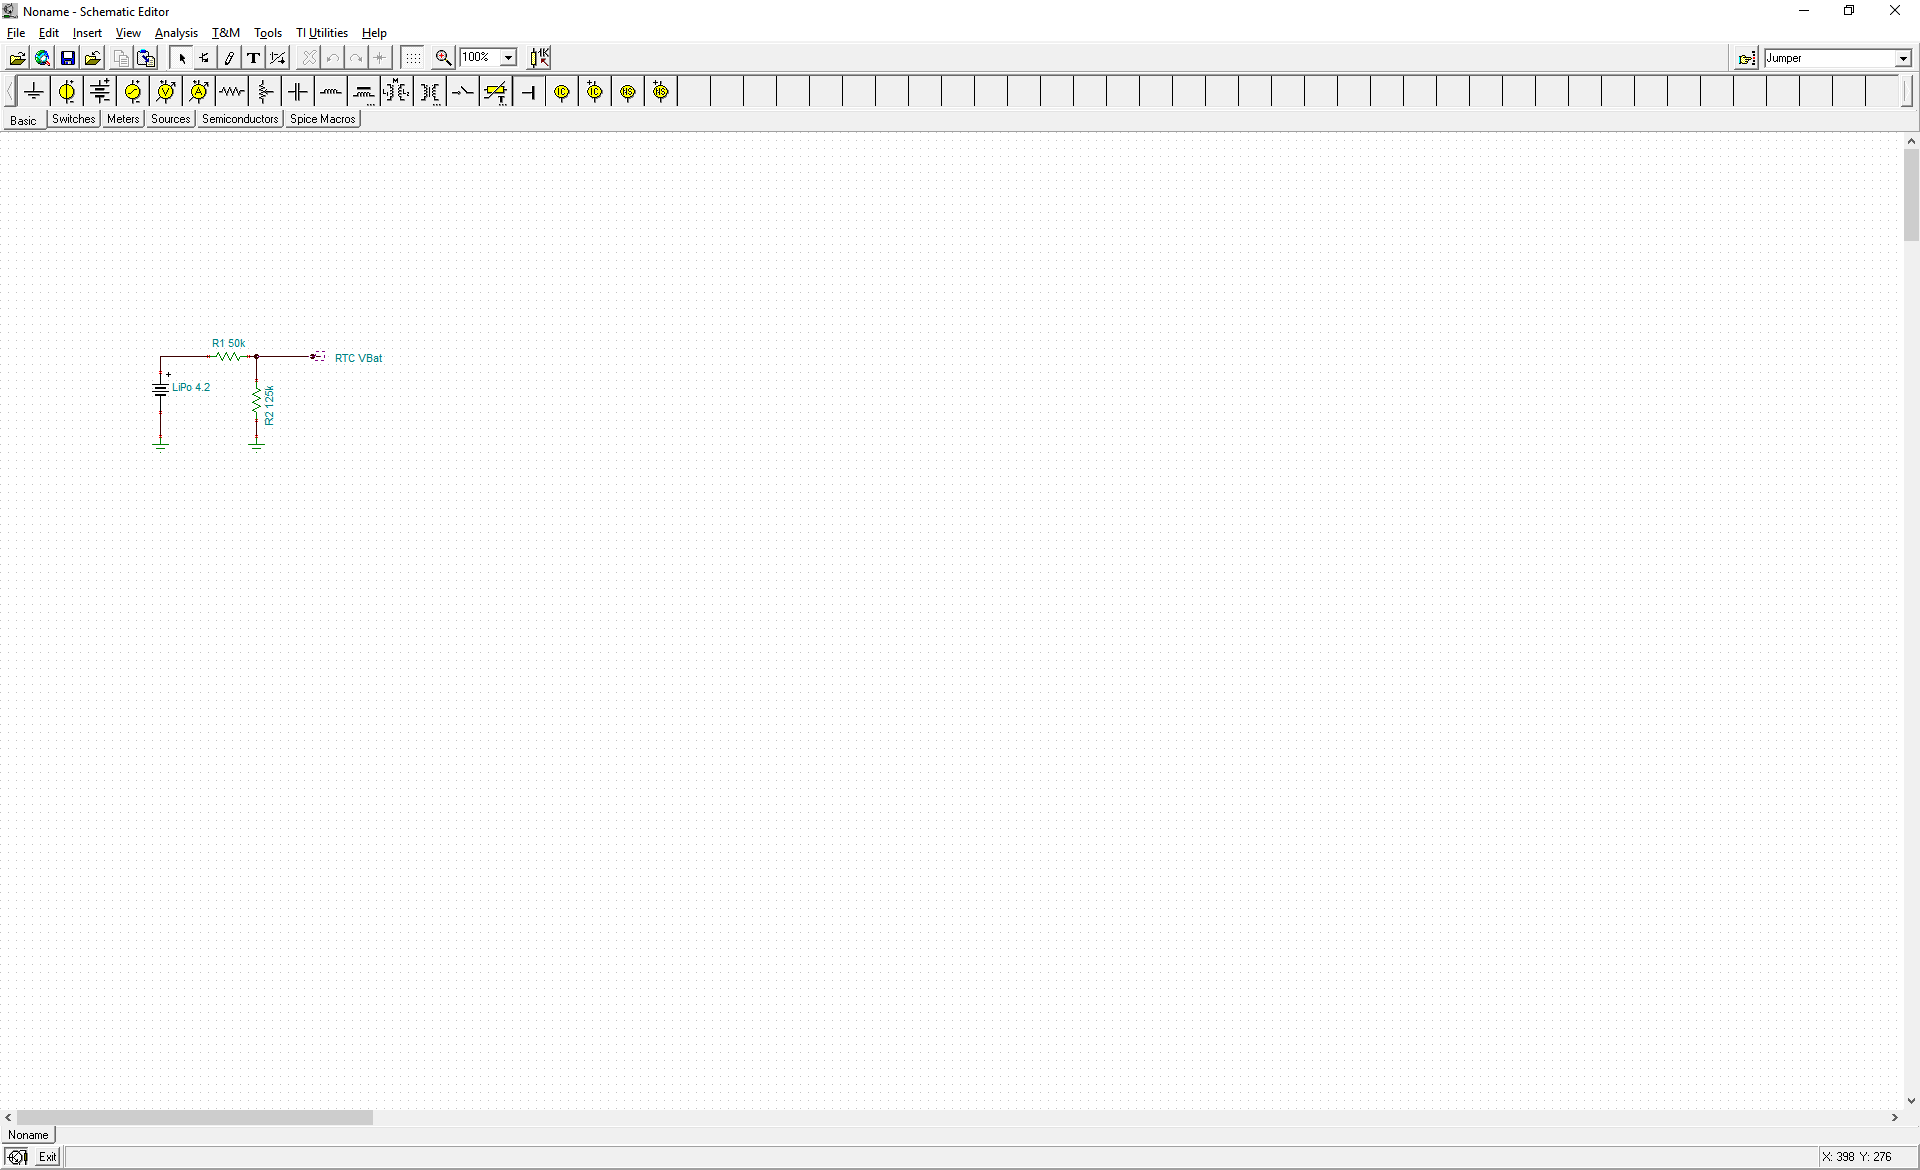 Noname - Schematic Editor
File Edit Insert View Analysis T&M Tools TI Utilities Help
T 100% 1K Jumper
Basic Switches Meters Sources Semiconductors Spice Macros
R1 50k
RTC VBat
+
LiPo 4.2
R2 125k
Noname
Exit X: 398 Y: 276